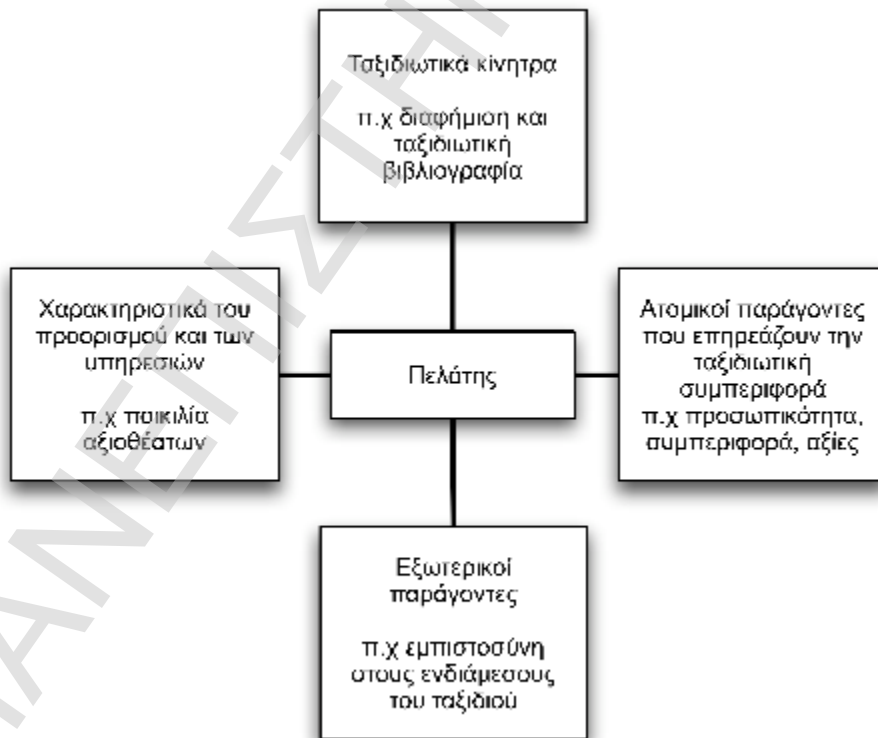 Ταξιδιωτικά κίνητρα
π.χ διαφήμιση και
ταξιδιωτική
βιβλιογραφία
Χαρακτηριστικά του
προορισμού και των
υπηρεσιών
π.χ ποικιλία
αξιοθέατων
Πελάτης
Ατομικοί παράγοντες
που επηρεάζουν την
ταξιδιωτική
συμπεριφορά
π.χ προσωπικότητα,
συμπεριφορά, αξίες
Εξωτερικοί
παράγοντες
π.χ εμπιστοσύνη
στους ενδιάμεσους
του ταξιδιού